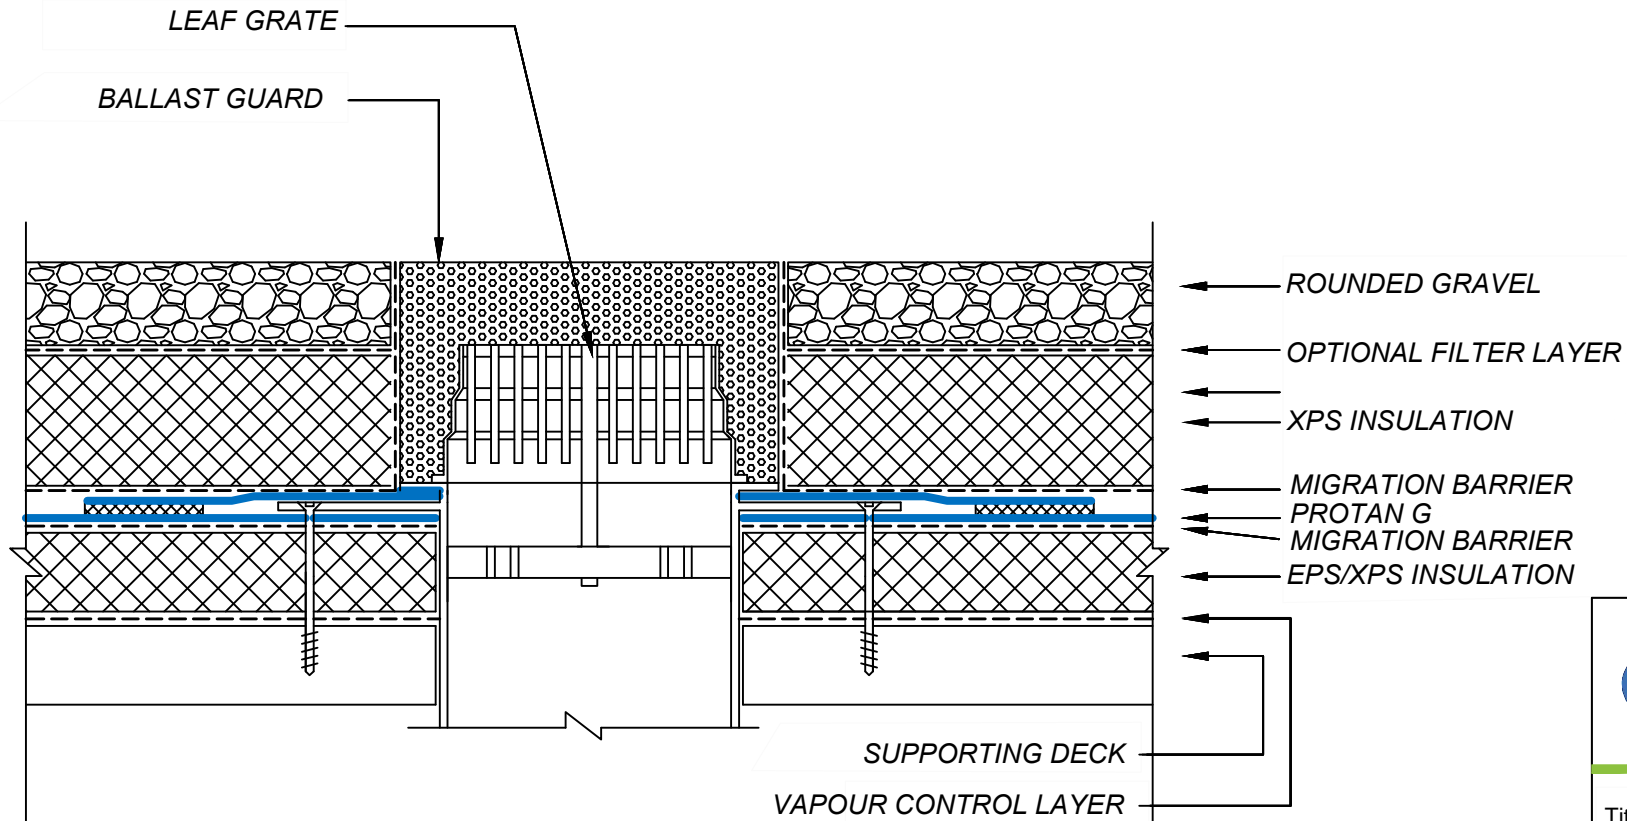 LEAF GRATE
BALLAST GUARD
ROUNDED GRAVEL
OPTIONAL FILTER LAYER
XPS INSULATION
MIGRATION BARRIER
PROTAN G
MIGRATION BARRIER
EPS/XPS INSULATION
SUPPORTING DECK
VAPOUR CONTROL LAYER